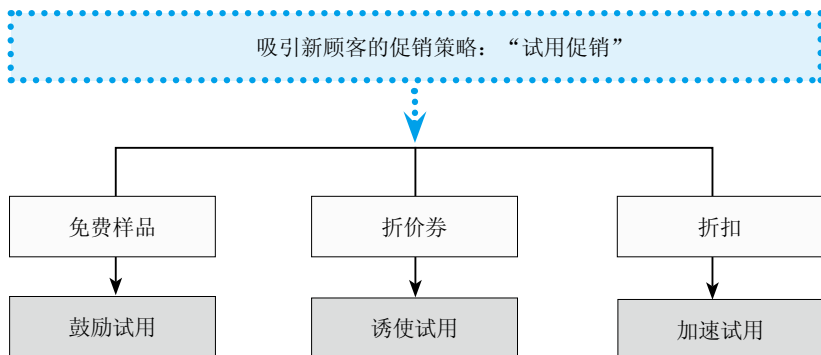 吸引新顾客的促销策略：“试用促销”
免费样品
折价券
折扣
鼓励试用
诱使试用
加速试用